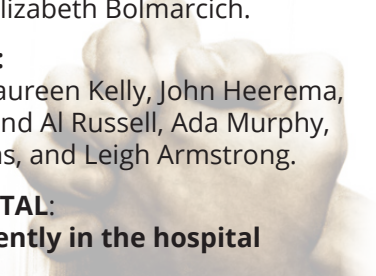 lizabeth Bolmarcich.
:
aureen Kelly, John Heerema,
nd Al Russell, Ada Murphy,
s, and Leigh Armstrong.
TAL:
ently in the hospital